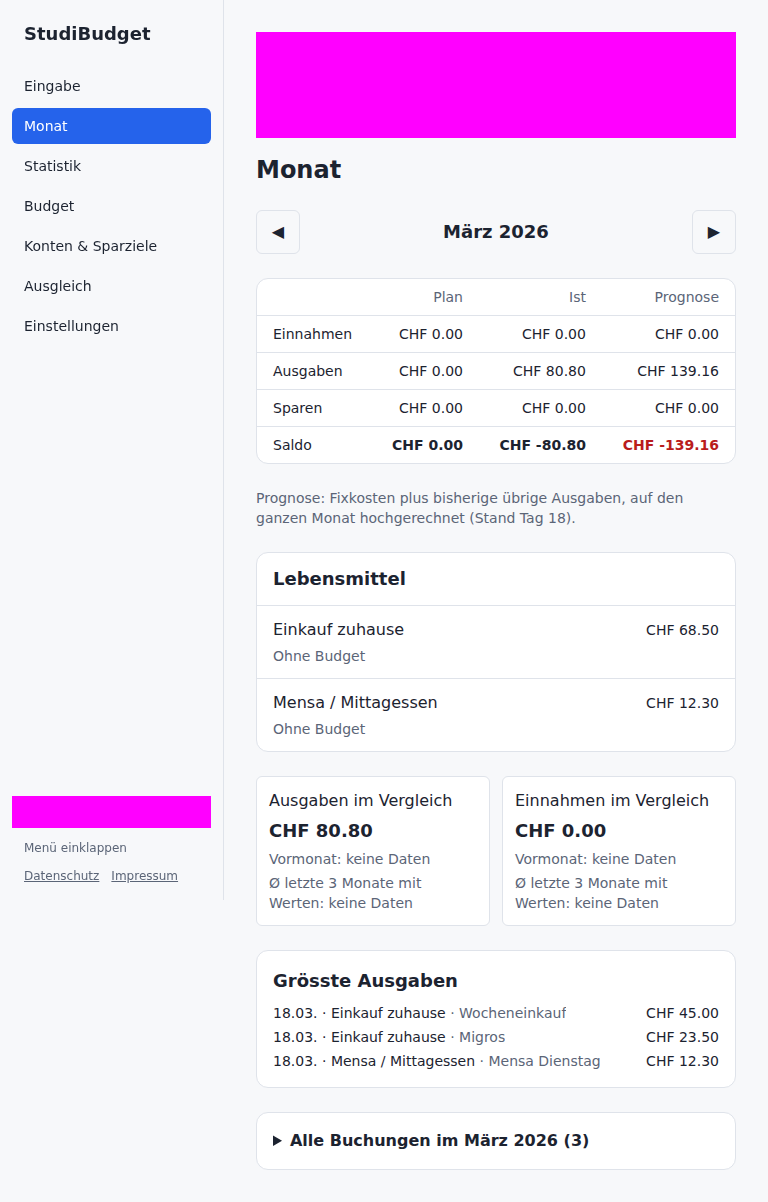 StudiBudget
Eingabe
Monat
Statistik
Budget
Konten & Sparziele
Ausgleich
Einstellungen
Menü einklappen
Datenschutz Impressum
Monat
◀ März 2026 ▶
Plan Ist Prognose
Einnahmen CHF 0.00 CHF 0.00 CHF 0.00
Ausgaben CHF 0.00 CHF 80.80 CHF 139.16
Sparen CHF 0.00 CHF 0.00 CHF 0.00
Saldo CHF 0.00 CHF -80.80 CHF -139.16
Prognose: Fixkosten plus bisherige übrige Ausgaben, auf den
ganzen Monat hochgerechnet (Stand Tag 18).
Lebensmittel
Einkauf zuhause CHF 68.50
Ohne Budget
Mensa / Mittagessen CHF 12.30
Ohne Budget
Ausgaben im Vergleich
CHF 80.80
Vormonat: keine Daten
Ø letzte 3 Monate mit
Werten: keine Daten
Einnahmen im Vergleich
CHF 0.00
Vormonat: keine Daten
Ø letzte 3 Monate mit
Werten: keine Daten
Grösste Ausgaben
18.03. · Einkauf zuhause · Wocheneinkauf CHF 45.00
18.03. · Einkauf zuhause · Migros CHF 23.50
18.03. · Mensa / Mittagessen · Mensa Dienstag CHF 12.30
▶ Alle Buchungen im März 2026 (3)